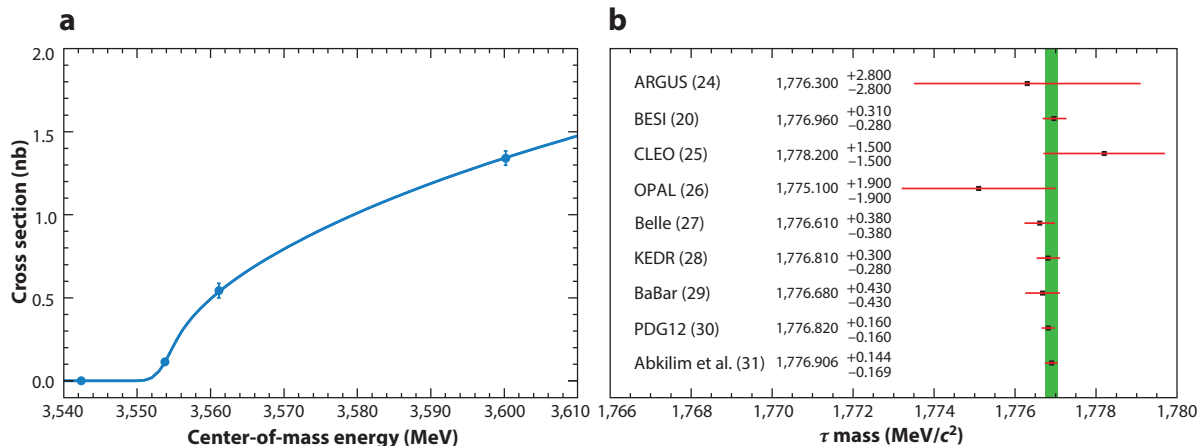 a
2.0
1.5
1.0
0.5
0.0
Cross section (nb)
3,540 3,550 3,560 3,570 3,580 3,590 3,600 3,610
Center-of-mass energy (MeV)
b
ARGUS (24) 1,776.300 +2.800 –2.800
BESI (20) 1,776.960 +0.310 –0.280
CLEO (25) 1,778.200 +1.500 –1.500
OPAL (26) 1,775.100 +1.900 –1.900
Belle (27) 1,776.610 +0.380 –0.380
KEDR (28) 1,776.810 +0.300 –0.280
BaBar (29) 1,776.680 +0.430 –0.430
PDG12 (30) 1,776.820 +0.160 –0.160
Abkilim et al. (31) 1,776.906 +0.144 –0.169
1,766 1,768 1,770 1,772 1,774 1,776 1,778 1,780
τ mass (MeV/c²)